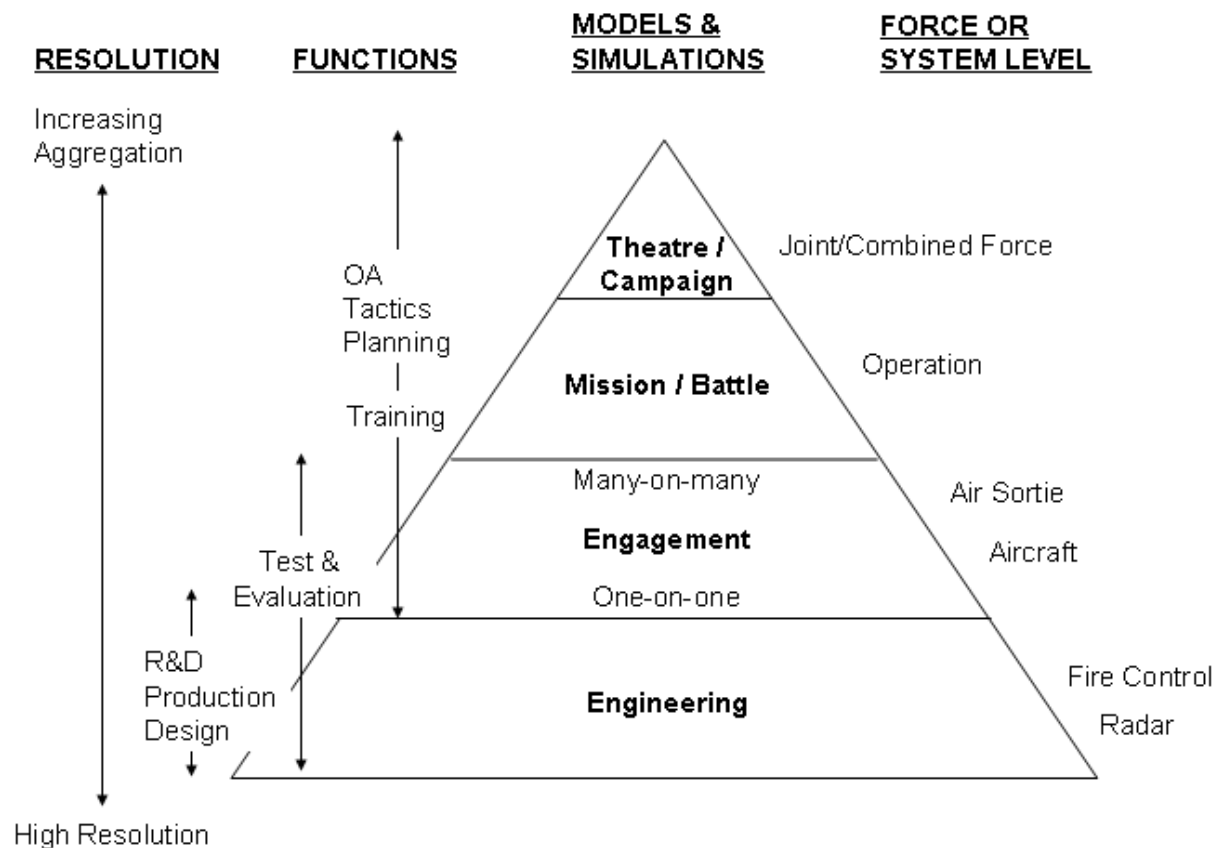 RESOLUTION
FUNCTIONS
MODELS &
SIMULATIONS
FORCE OR
SYSTEM LEVEL
Increasing
Aggregation
High Resolution
OA
Tactics
Planning
Training
Test &
Evaluation
R&D
Production
Design
Theatre /
Campaign
Mission / Battle
Many-on-many
Engagement
One-on-one
Engineering
Joint/Combined Force
Operation
Air Sortie
Aircraft
Fire Control
Radar